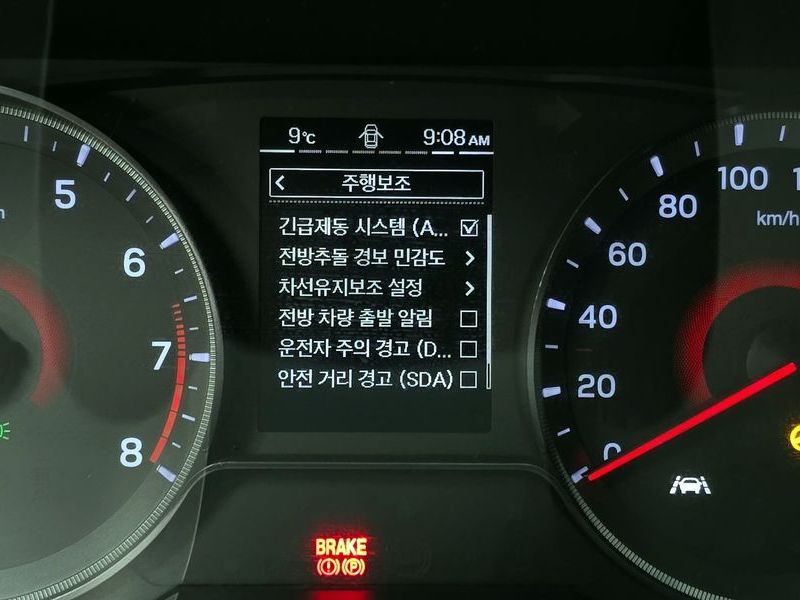 9℃
9:08 AM
주행보조
긴급제동 시스템 (A...
전방추돌 경보 민감도
차선유지보조 설정
전방 차량 출발 알림
운전자 주의 경고 (D...
안전 거리 경고 (SDA)
5
6
7
8
100
80
60
40
20
0
km/h
BRAKE
(!) (P)